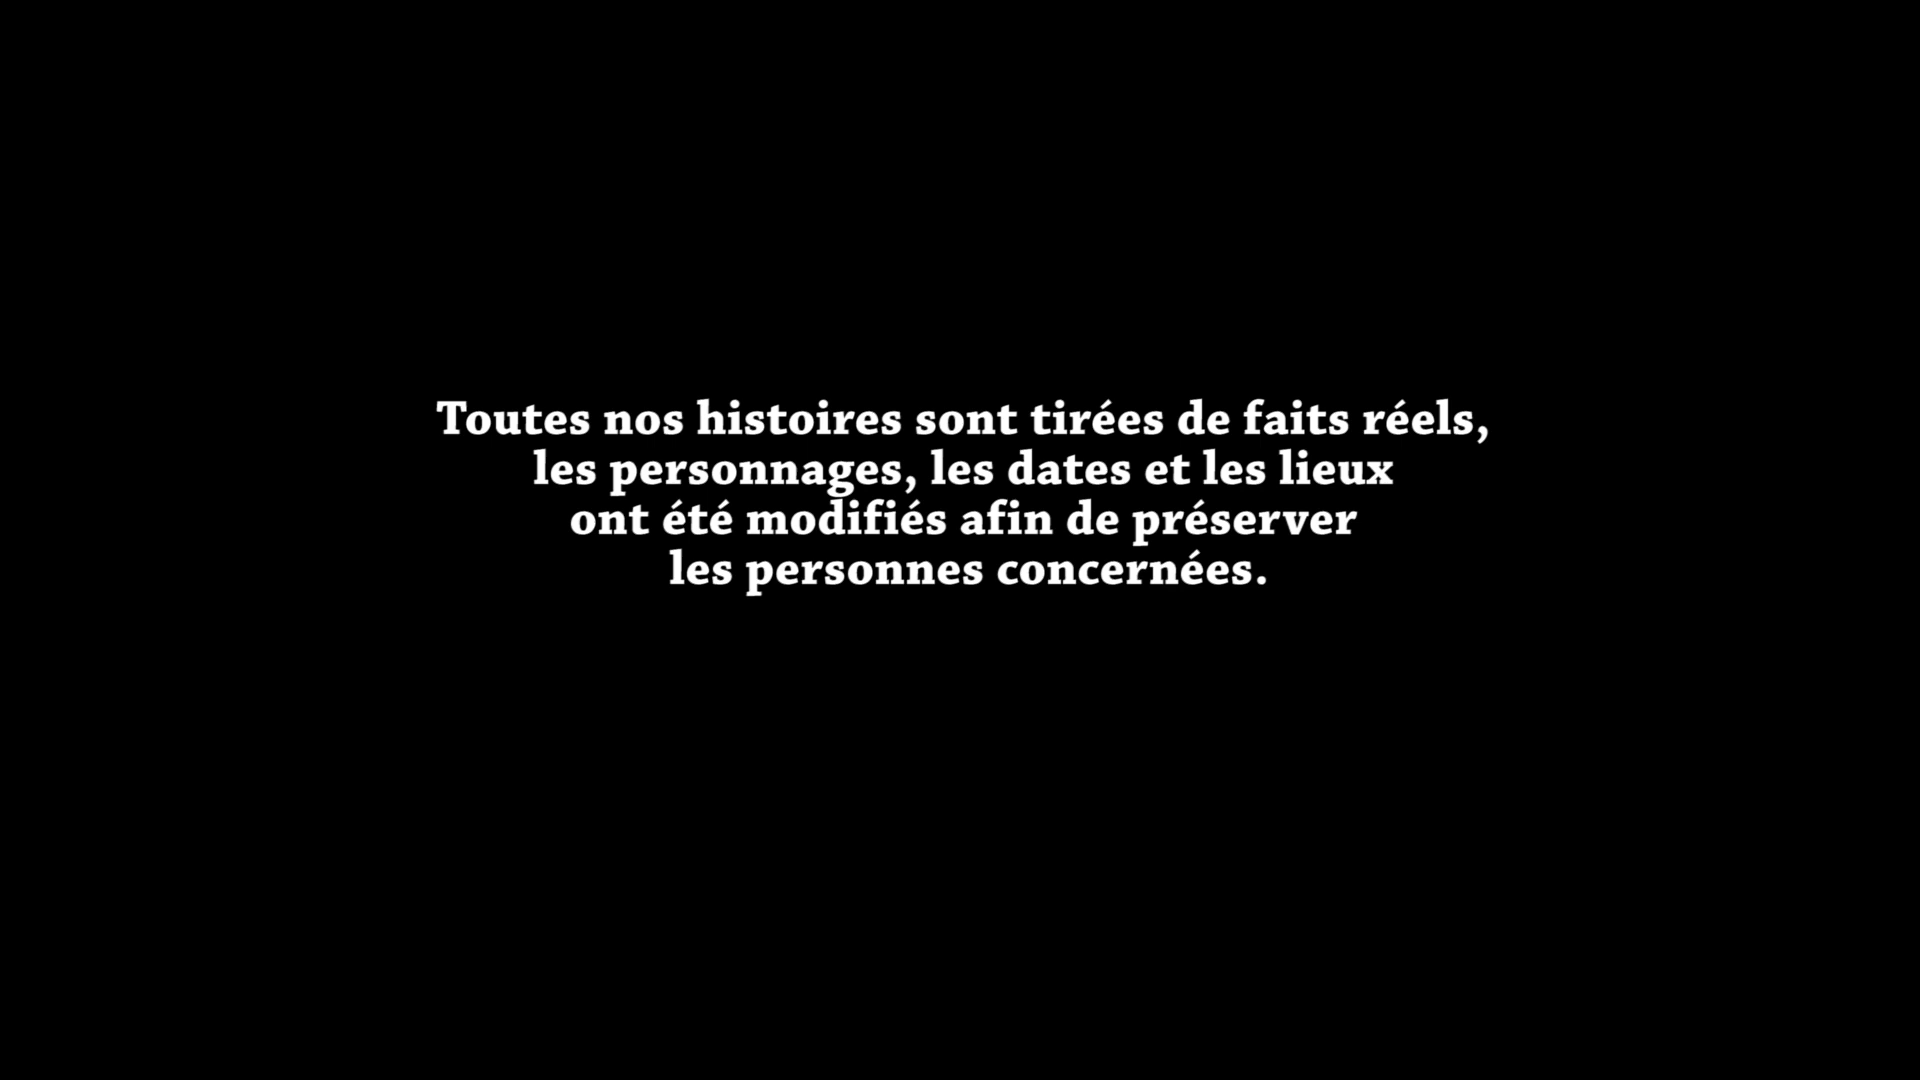 Toutes nos histoires sont tirées de faits réels,
les personnages, les dates et les lieux
ont été modifiés afin de préserver
les personnes concernées.